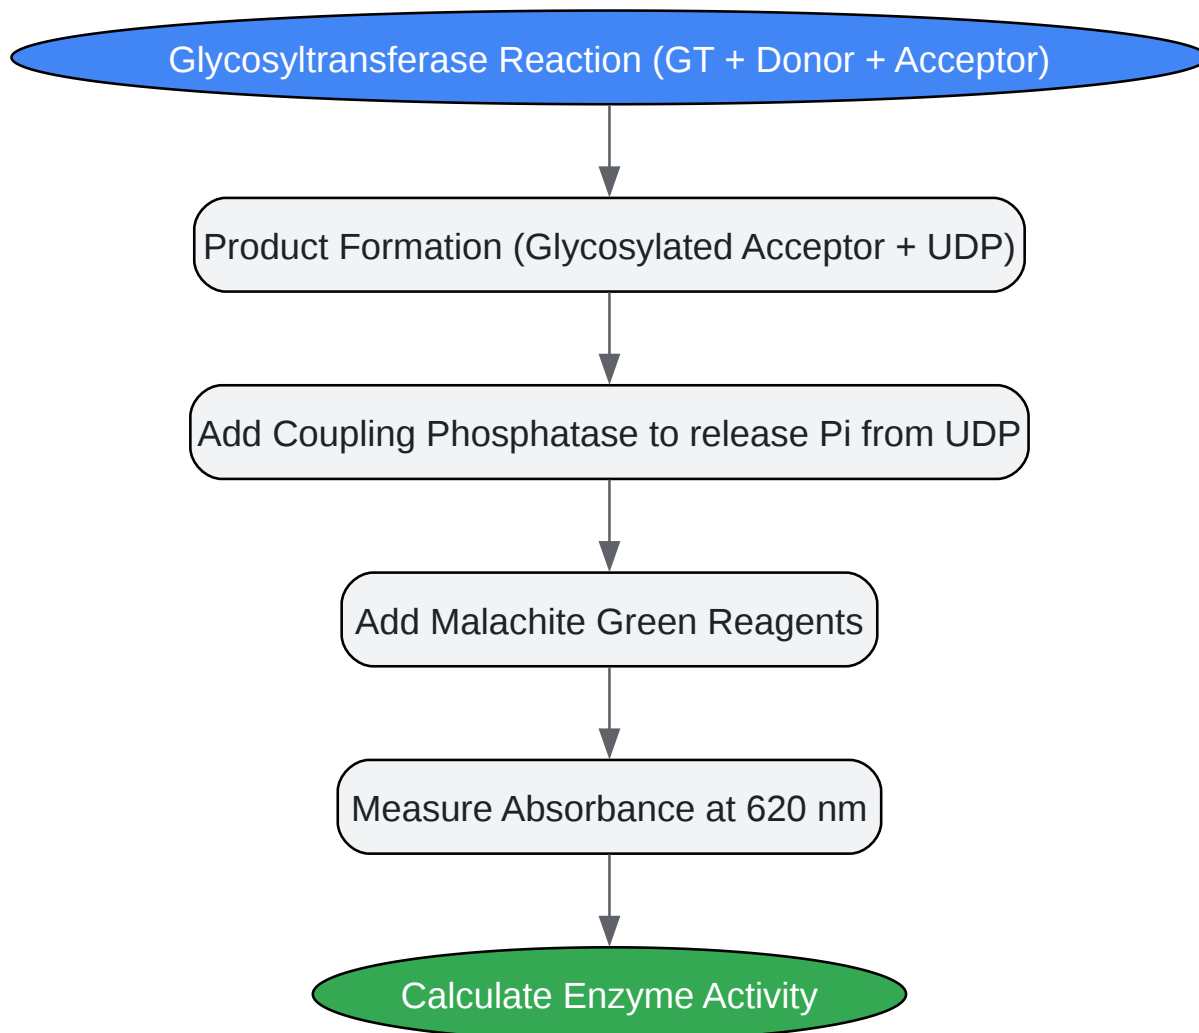 Glycosyltransferase Reaction (GT + Donor + Acceptor)
Product Formation (Glycosylated Acceptor + UDP)
Add Coupling Phosphatase to release Pi from UDP
Add Malachite Green Reagents
Measure Absorbance at 620 nm
Calculate Enzyme Activity